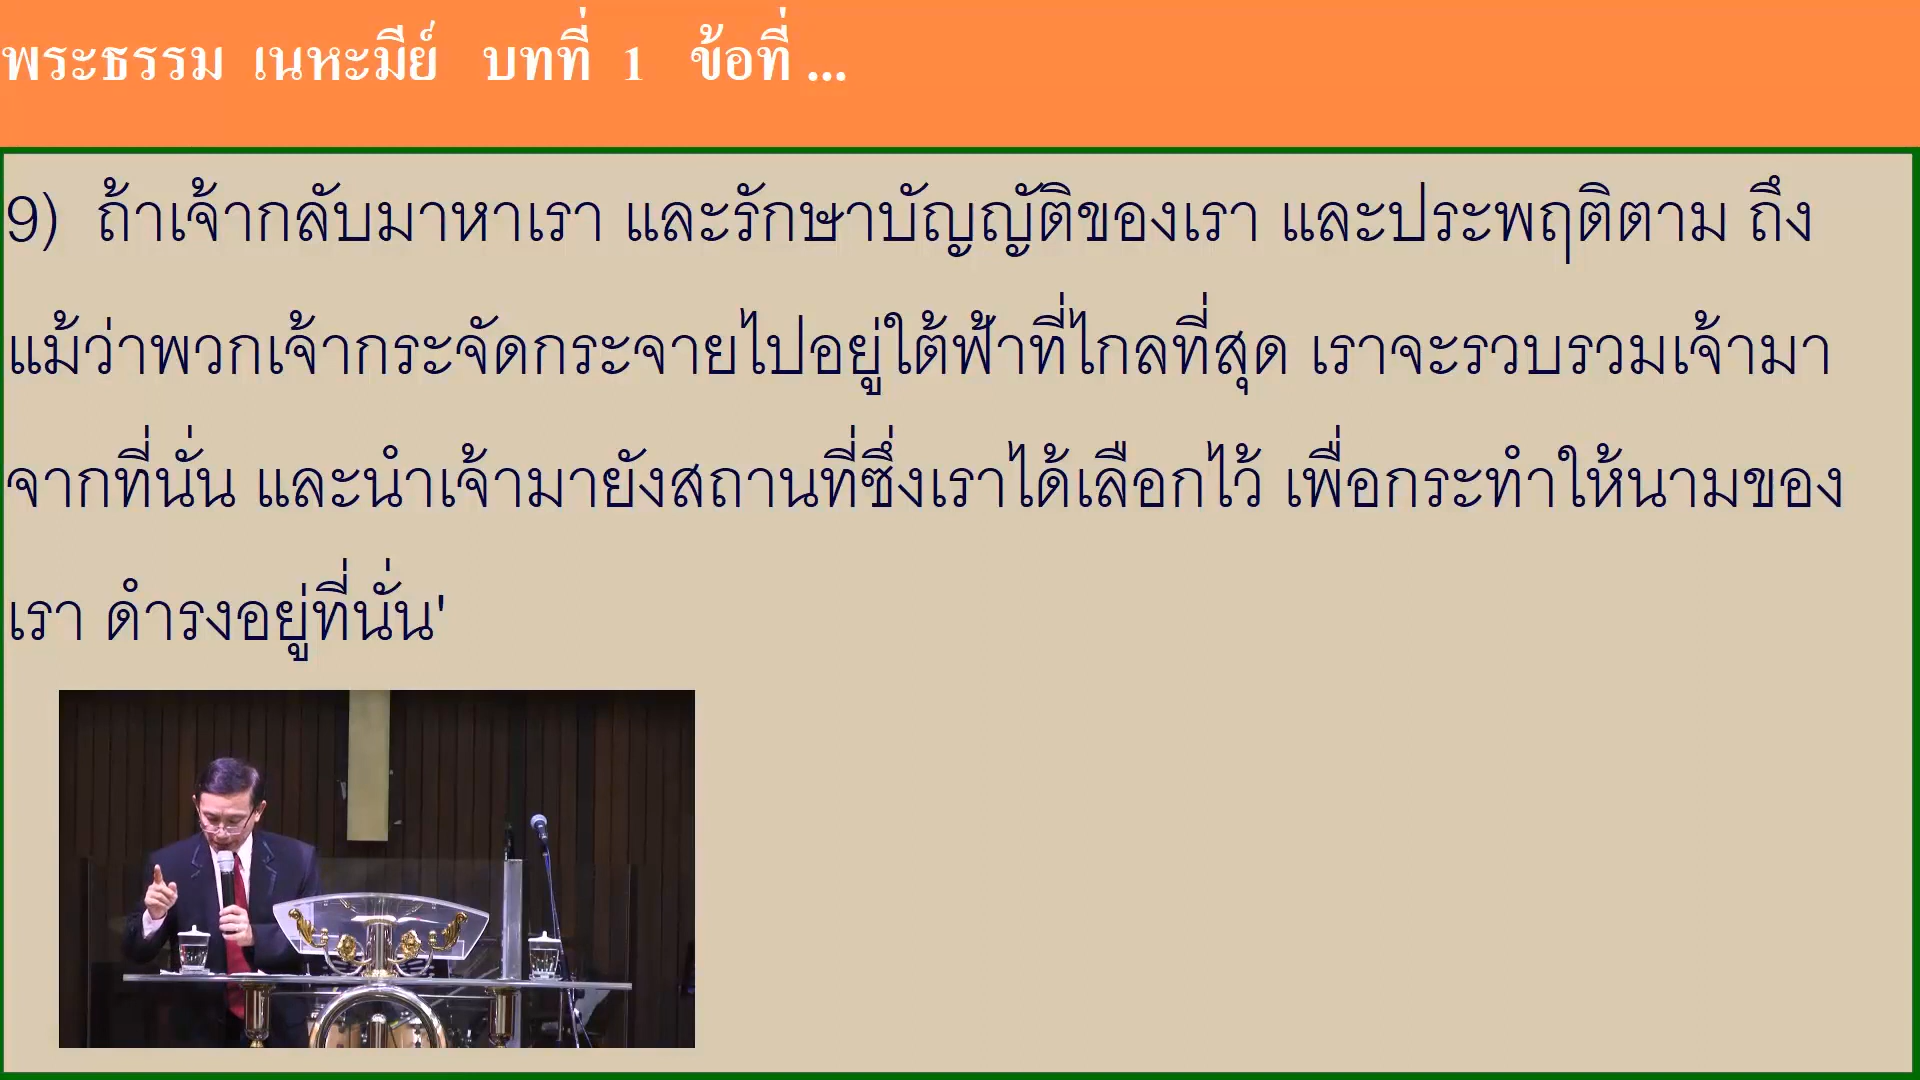 พระธรรม เนหะมีย์ บทที่ 1 ข้อที่ ...
9) ถ้าเจ้ากลับมาหาเรา และรักษาบัญญัติของเรา และประพฤติตาม ถึง
แม้ว่าพวกเจ้ากระจัดกระจายไปอยู่ใต้ฟ้าที่ไกลที่สุด เราจะรวบรวมเจ้ามา
จากที่นั่น และนำเจ้ามายังสถานที่ซึ่งเราได้เลือกไว้ เพื่อกระทำให้นามของ
เรา ดำรงอยู่ที่นั่น'